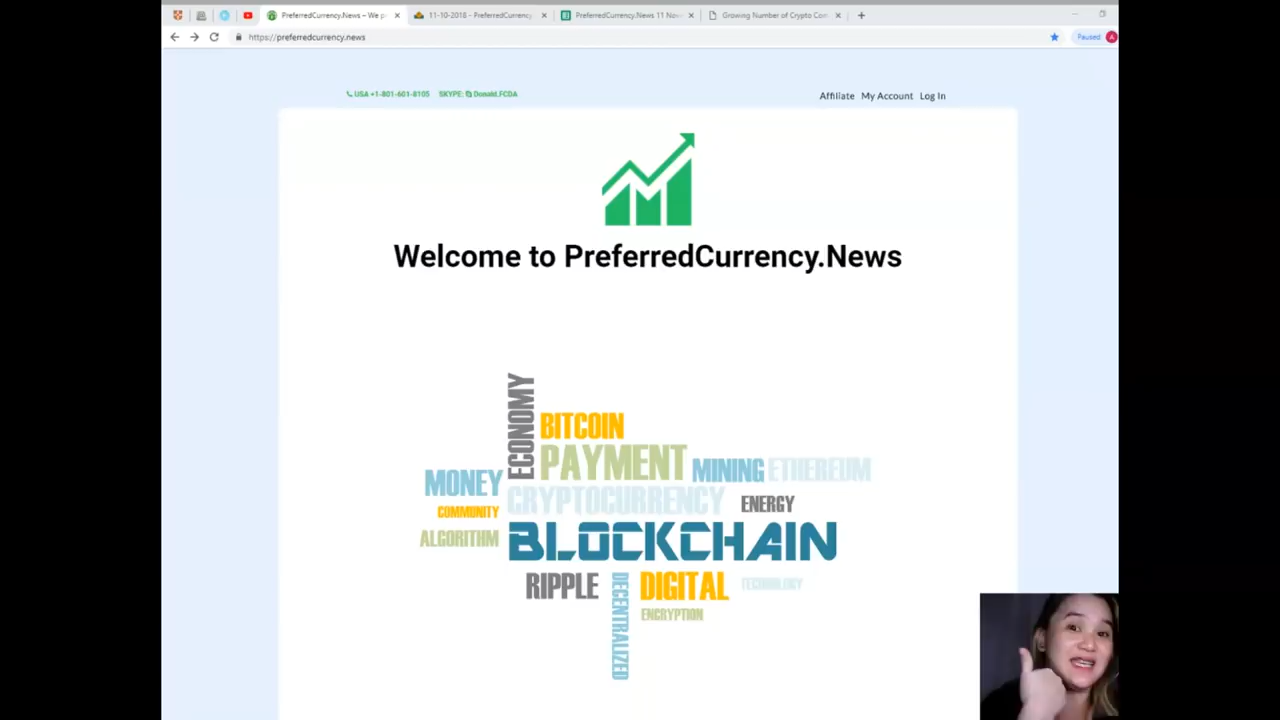 PreferredCurrency.News – We p
11-10-2018 - PreferredCurrency
PreferredCurrency.News 11 Nov
Growing Number of Crypto Com
https://preferredcurrency.news
Paused
A
USA +1-801-601-8105 SKYPE: Donald.FCDA
Affiliate My Account Log In
Welcome to PreferredCurrency.News
ECONOMY
BITCOIN
PAYMENT
MONEY
MINING
ETHEREUM
CRYPTOCURRENCY
ENERGY
COMMUNITY
ALGORITHM
BLOCKCHAIN
RIPPLE
DECENTRALIZED
DIGITAL
TECHNOLOGY
ENCRYPTION